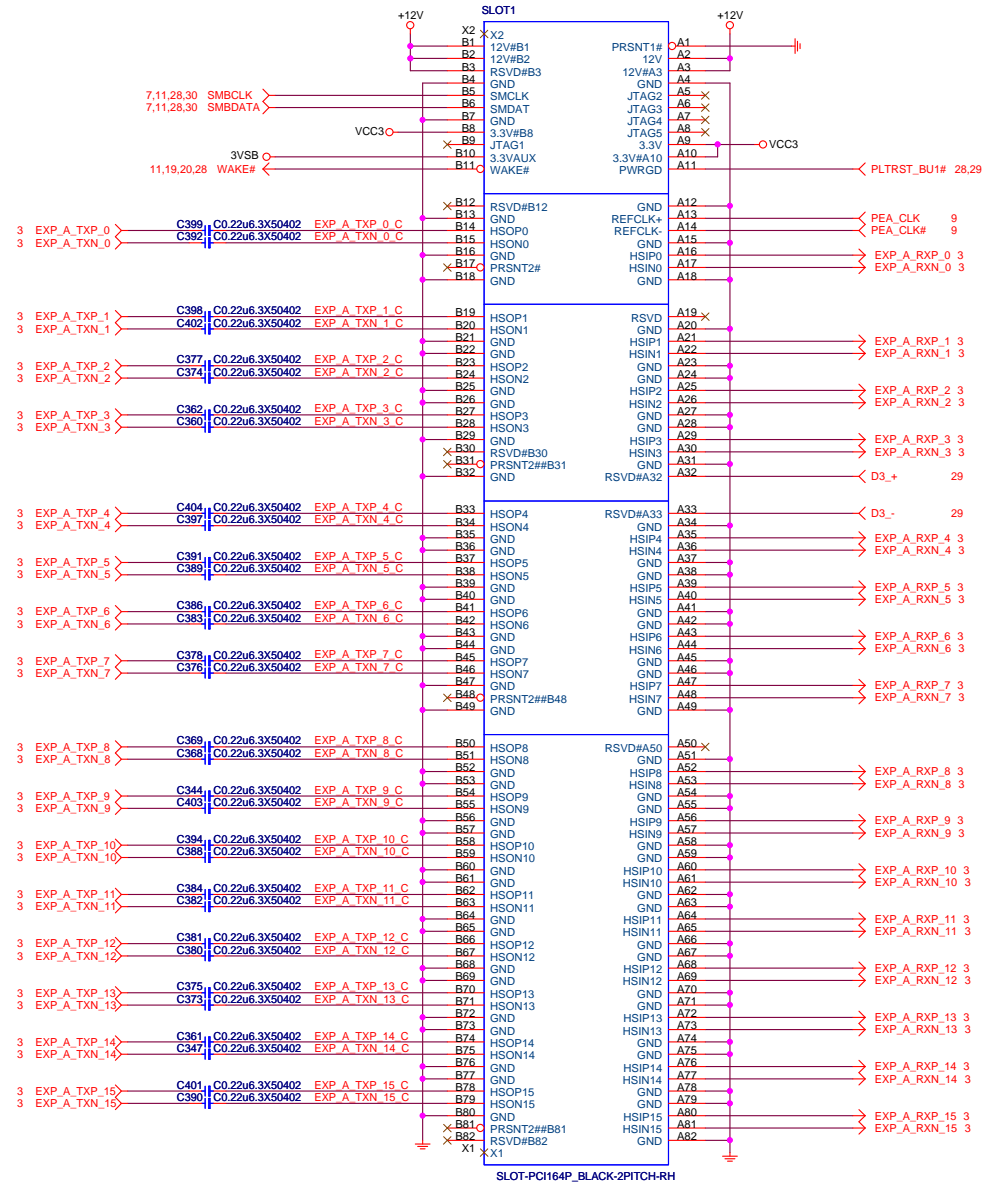 SLOT1
+12V +12V
X2 X2
B1 12V#B1 PRSNT1# A1
B2 12V#B2 12V A2
B3 RSVD#B3 12V#A3 A3
B4 GND GND A4
7,11,28,30 SMBCLK B5 SMCLK JTAG2 A5
7,11,28,30 SMBDATA B6 SMDAT JTAG3 A6
B7 GND JTAG4 A7
VCC3 B8 3.3V#B8 JTAG5 A8
B9 JTAG1 3.3V A9 VCC3
3VSB B10 3.3VAUX 3.3V#A10 A10
11,19,20,28 WAKE# B11 WAKE# PWRGD A11 PLTRST_BU1# 28,29
B12 RSVD#B12 GND A12
B13 GND REFCLK+ A13 PEA_CLK 9
3 EXP_A_TXP_0 C399 C0.22u6.3X50402 EXP_A_TXP_0_C B14 HSOP0 REFCLK- A14 PEA_CLK# 9
3 EXP_A_TXN_0 C392 C0.22u6.3X50402 EXP_A_TXN_0_C B15 HSON0 GND A15
B16 GND HSIP0 A16 EXP_A_RXP_0 3
B17 PRSNT2# HSIN0 A17 EXP_A_RXN_0 3
B18 GND GND A18
3 EXP_A_TXP_1 C398 C0.22u6.3X50402 EXP_A_TXP_1_C B19 HSOP1 RSVD A19
3 EXP_A_TXN_1 C402 C0.22u6.3X50402 EXP_A_TXN_1_C B20 HSON1 GND A20
B21 GND HSIP1 A21 EXP_A_RXP_1 3
B22 GND HSIN1 A22 EXP_A_RXN_1 3
3 EXP_A_TXP_2 C377 C0.22u6.3X50402 EXP_A_TXP_2_C B23 HSOP2 GND A23
3 EXP_A_TXN_2 C374 C0.22u6.3X50402 EXP_A_TXN_2_C B24 HSON2 GND A24
B25 GND HSIP2 A25 EXP_A_RXP_2 3
B26 GND HSIN2 A26 EXP_A_RXN_2 3
3 EXP_A_TXP_3 C362 C0.22u6.3X50402 EXP_A_TXP_3_C B27 HSOP3 GND A27
3 EXP_A_TXN_3 C360 C0.22u6.3X50402 EXP_A_TXN_3_C B28 HSON3 GND A28
B29 GND HSIP3 A29 EXP_A_RXP_3 3
B30 RSVD#B30 HSIN3 A30 EXP_A_RXN_3 3
B31 PRSNT2##B31 GND A31
B32 GND RSVD#A32 A32 D3_+ 29
3 EXP_A_TXP_4 C404 C0.22u6.3X50402 EXP_A_TXP_4_C B33 HSOP4 RSVD#A33 A33 D3_- 29
3 EXP_A_TXN_4 C397 C0.22u6.3X50402 EXP_A_TXN_4_C B34 HSON4 GND A34
B35 GND HSIP4 A35 EXP_A_RXP_4 3
B36 GND HSIN4 A36 EXP_A_RXN_4 3
3 EXP_A_TXP_5 C391 C0.22u6.3X50402 EXP_A_TXP_5_C B37 HSOP5 GND A37
3 EXP_A_TXN_5 C389 C0.22u6.3X50402 EXP_A_TXN_5_C B38 HSON5 GND A38
B39 GND HSIP5 A39 EXP_A_RXP_5 3
B40 GND HSIN5 A40 EXP_A_RXN_5 3
3 EXP_A_TXP_6 C386 C0.22u6.3X50402 EXP_A_TXP_6_C B41 HSOP6 GND A41
3 EXP_A_TXN_6 C383 C0.22u6.3X50402 EXP_A_TXN_6_C B42 HSON6 GND A42
B43 GND HSIP6 A43 EXP_A_RXP_6 3
B44 GND HSIN6 A44 EXP_A_RXN_6 3
3 EXP_A_TXP_7 C378 C0.22u6.3X50402 EXP_A_TXP_7_C B45 HSOP7 GND A45
3 EXP_A_TXN_7 C376 C0.22u6.3X50402 EXP_A_TXN_7_C B46 HSON7 GND A46
B47 GND HSIP7 A47 EXP_A_RXP_7 3
B48 PRSNT2##B48 HSIN7 A48 EXP_A_RXN_7 3
B49 GND GND A49
3 EXP_A_TXP_8 C369 C0.22u6.3X50402 EXP_A_TXP_8_C B50 HSOP8 RSVD#A50 A50
3 EXP_A_TXN_8 C368 C0.22u6.3X50402 EXP_A_TXN_8_C B51 HSON8 GND A51
B52 GND HSIP8 A52 EXP_A_RXP_8 3
B53 GND HSIN8 A53 EXP_A_RXN_8 3
3 EXP_A_TXP_9 C344 C0.22u6.3X50402 EXP_A_TXP_9_C B54 HSOP9 GND A54
3 EXP_A_TXN_9 C403 C0.22u6.3X50402 EXP_A_TXN_9_C B55 HSON9 GND A55
B56 GND HSIP9 A56 EXP_A_RXP_9 3
B57 GND HSIN9 A57 EXP_A_RXN_9 3
3 EXP_A_TXP_10 C394 C0.22u6.3X50402 EXP_A_TXP_10_C B58 HSOP10 GND A58
3 EXP_A_TXN_10 C388 C0.22u6.3X50402 EXP_A_TXN_10_C B59 HSON10 GND A59
B60 GND HSIP10 A60 EXP_A_RXP_10 3
B61 GND HSIN10 A61 EXP_A_RXN_10 3
3 EXP_A_TXP_11 C384 C0.22u6.3X50402 EXP_A_TXP_11_C B62 HSOP11 GND A62
3 EXP_A_TXN_11 C382 C0.22u6.3X50402 EXP_A_TXN_11_C B63 HSON11 GND A63
B64 GND HSIP11 A64 EXP_A_RXP_11 3
B65 GND HSIN11 A65 EXP_A_RXN_11 3
3 EXP_A_TXP_12 C381 C0.22u6.3X50402 EXP_A_TXP_12_C B66 HSOP12 GND A66
3 EXP_A_TXN_12 C380 C0.22u6.3X50402 EXP_A_TXN_12_C B67 HSON12 GND A67
B68 GND HSIP12 A68 EXP_A_RXP_12 3
B69 GND HSIN12 A69 EXP_A_RXN_12 3
3 EXP_A_TXP_13 C375 C0.22u6.3X50402 EXP_A_TXP_13_C B70 HSOP13 GND A70
3 EXP_A_TXN_13 C373 C0.22u6.3X50402 EXP_A_TXN_13_C B71 HSON13 GND A71
B72 GND HSIP13 A72 EXP_A_RXP_13 3
B73 GND HSIN13 A73 EXP_A_RXN_13 3
3 EXP_A_TXP_14 C361 C0.22u6.3X50402 EXP_A_TXP_14_C B74 HSOP14 GND A74
3 EXP_A_TXN_14 C347 C0.22u6.3X50402 EXP_A_TXN_14_C B75 HSON14 GND A75
B76 GND HSIP14 A76 EXP_A_RXP_14 3
B77 GND HSIN14 A77 EXP_A_RXN_14 3
3 EXP_A_TXP_15 C401 C0.22u6.3X50402 EXP_A_TXP_15_C B78 HSOP15 GND A78
3 EXP_A_TXN_15 C390 C0.22u6.3X50402 EXP_A_TXN_15_C B79 HSON15 GND A79
B80 GND HSIP15 A80 EXP_A_RXP_15 3
B81 PRSNT2##B81 HSIN15 A81 EXP_A_RXN_15 3
B82 RSVD#B82 GND A82
X1 X1
SLOT-PCI164P_BLACK-2PITCH-RH